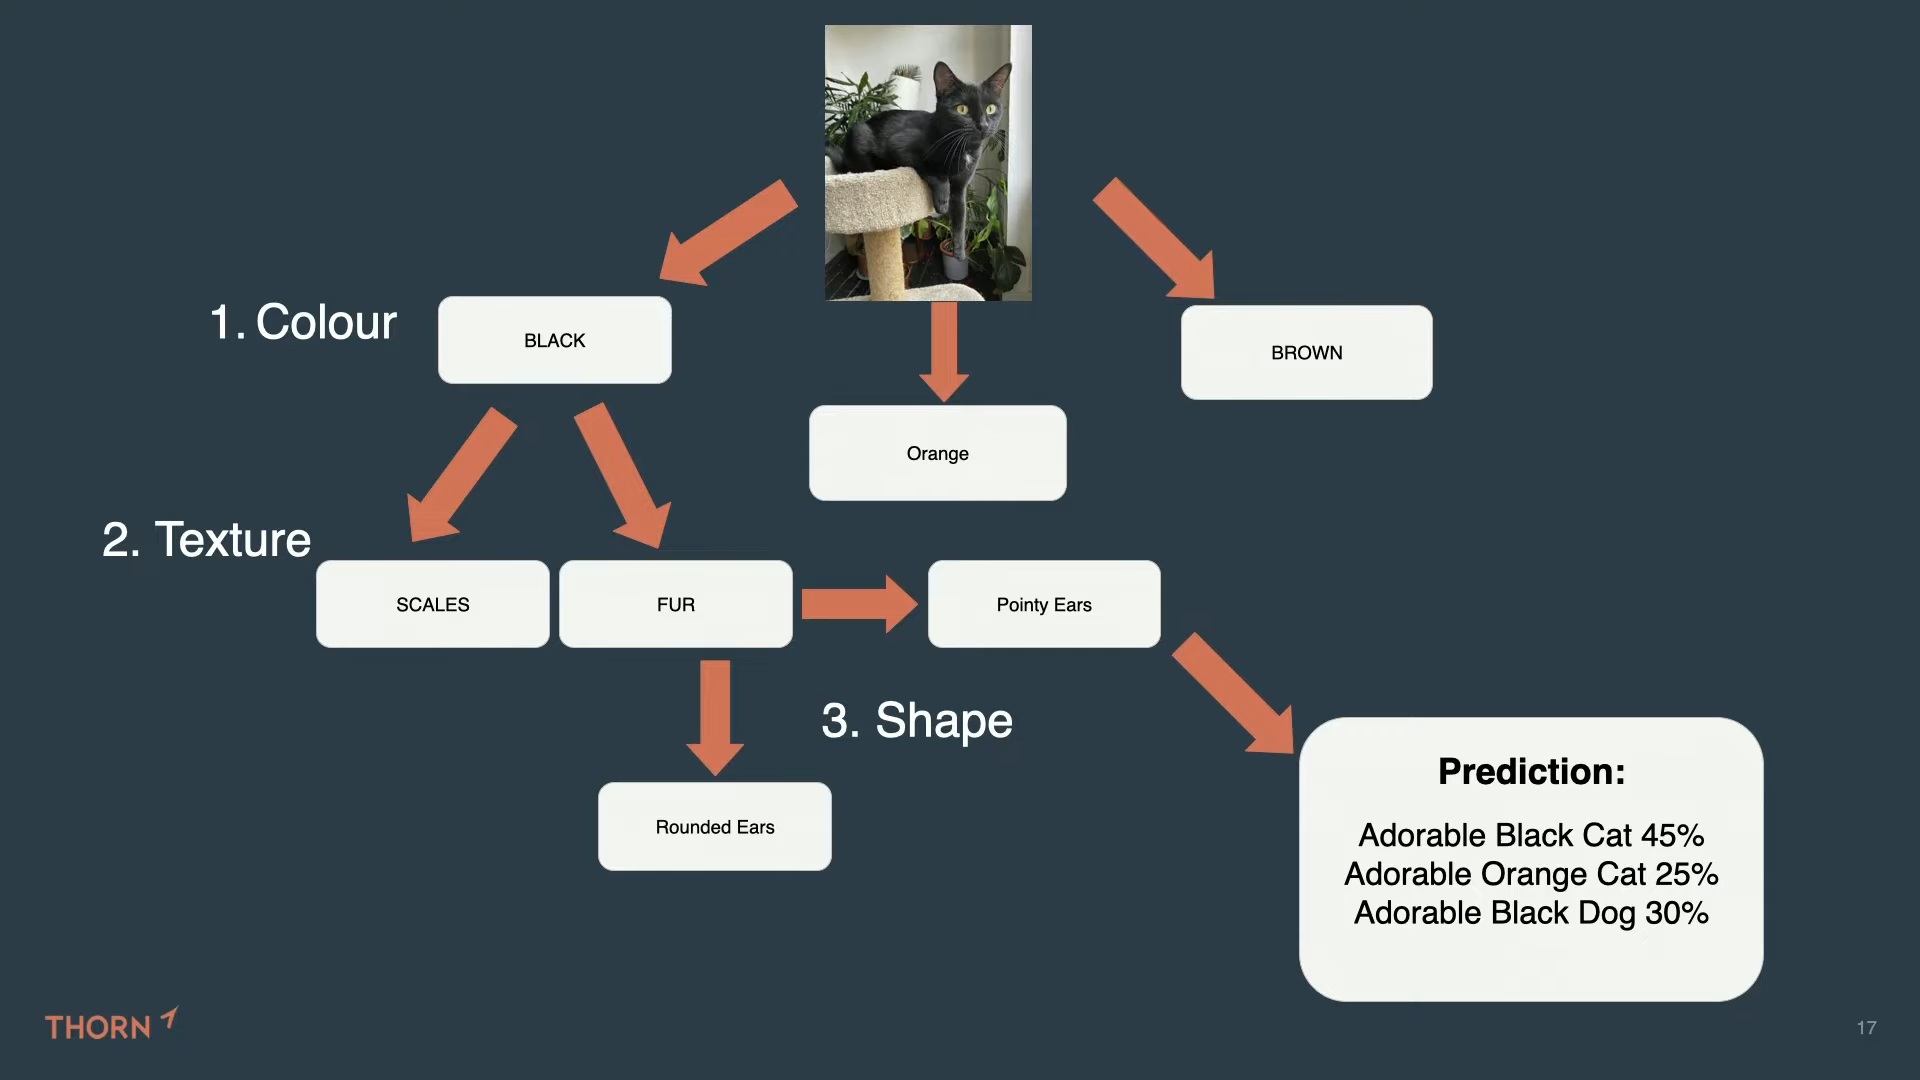 1. Colour
BLACK
BROWN
Orange
2. Texture
SCALES
FUR
Pointy Ears
3. Shape
Rounded Ears
Prediction:
Adorable Black Cat 45%
Adorable Orange Cat 25%
Adorable Black Dog 30%
THORN
17